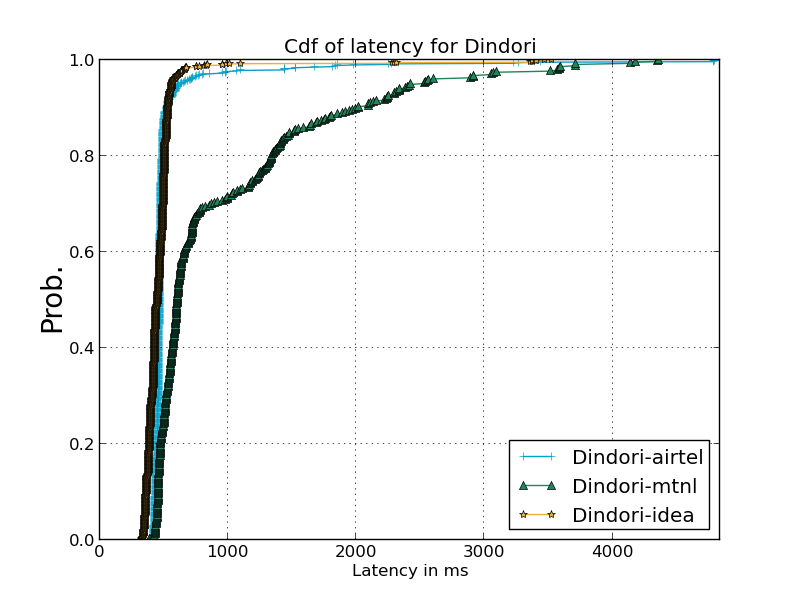 Cdf of latency for Dindori
1.0
0.8
0.6
0.4
0.2
0.0
Prob.
0
1000
2000
3000
4000
Latency in ms
Dindori-airtel
Dindori-mtnl
Dindori-idea